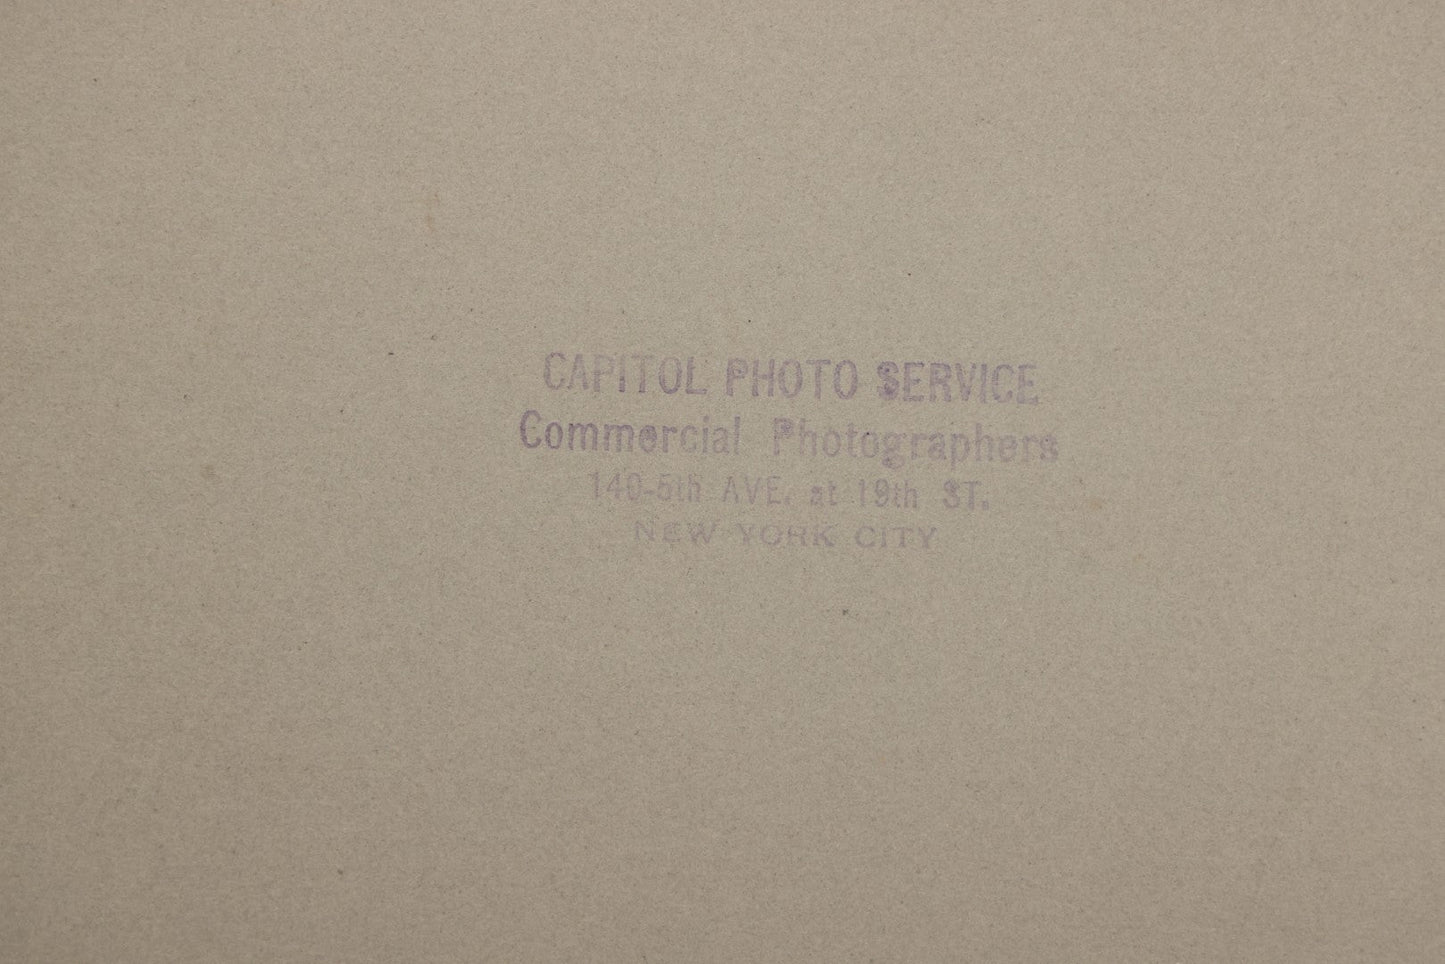 CAPITOL PHOTO SERVICE
Commercial Photographers
140-5th AVE. at 19th ST.
NEW YORK CITY